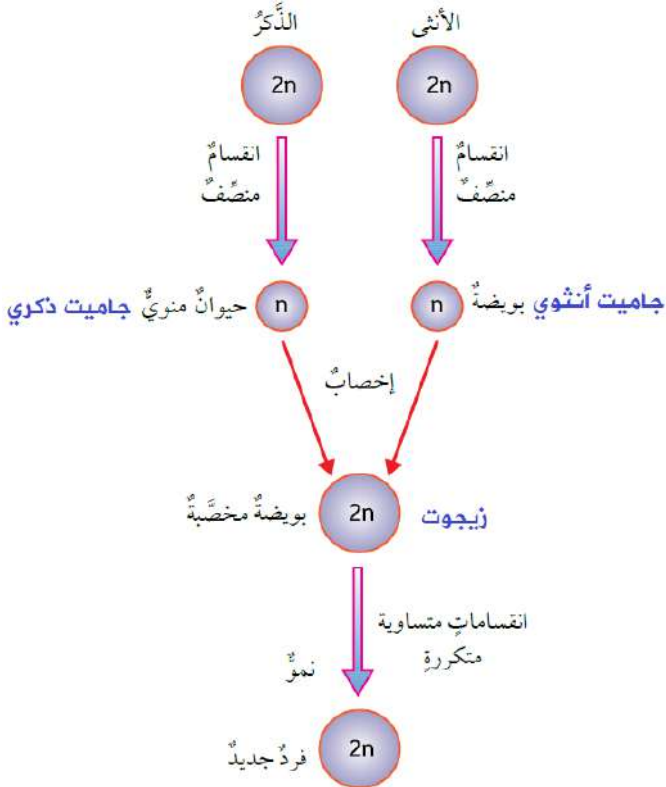 الأنثى
الذَّكَرُ
2n
2n
انقسامٌ
منصِّفٌ
انقسامٌ
منصِّفٌ
جاميت أنثوي بويضةٌ n
n حيوانٌ منويٌّ جاميت ذكري
إخصابٌ
زيجوت 2n بويضةٌ مخصَّبةٌ
انقساماتٍ متساوية
متكررةٍ
نموٌّ
2n فردٌ جديدٌ